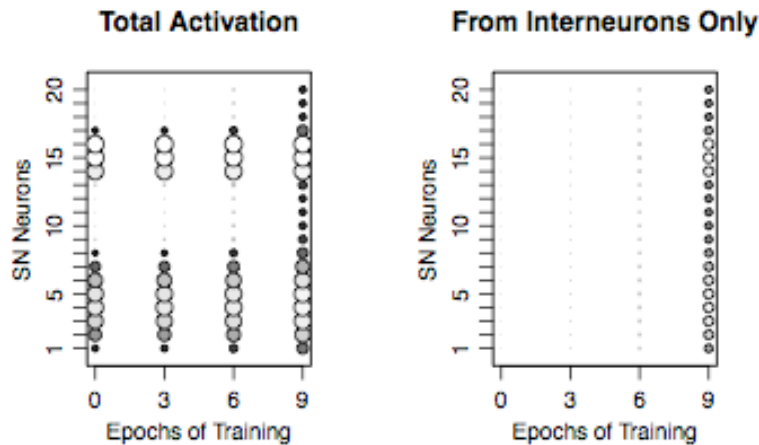 Total Activation
SN Neurons
20
15
10
5
1
0 3 6 9
Epochs of Training
From Interneurons Only
SN Neurons
20
15
10
5
1
0 3 6 9
Epochs of Training